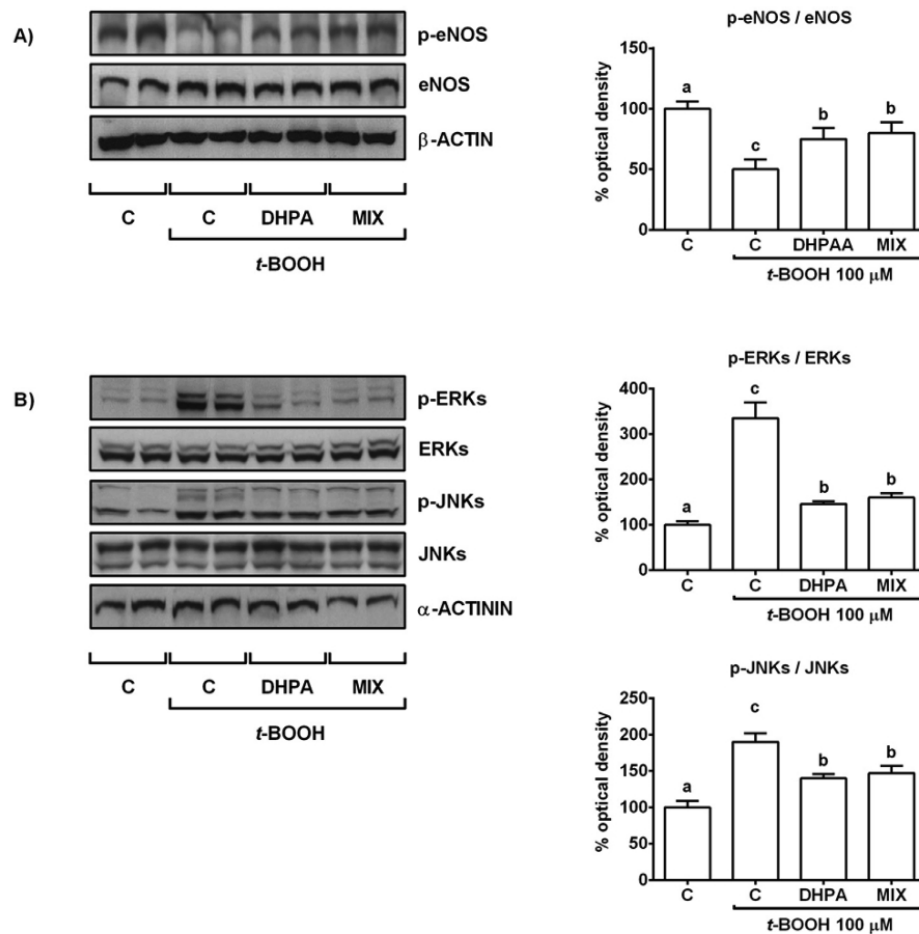 A)
p-eNOS
eNOS
β-ACTIN
C C DHPA MIX
t-BOOH
p-eNOS / eNOS
% optical density
150
100
50
0
a
c
b
b
C C DHPAA MIX
t-BOOH 100 μM
B)
p-ERKs
ERKs
p-JNKs
JNKs
α-ACTININ
C C DHPA MIX
t-BOOH
p-ERKs / ERKs
% optical density
400
300
200
100
0
a
c
b
b
C C DHPA MIX
t-BOOH 100 μM
p-JNKs / JNKs
% optical density
250
200
150
100
50
0
a
c
b
b
C C DHPA MIX
t-BOOH 100 μM